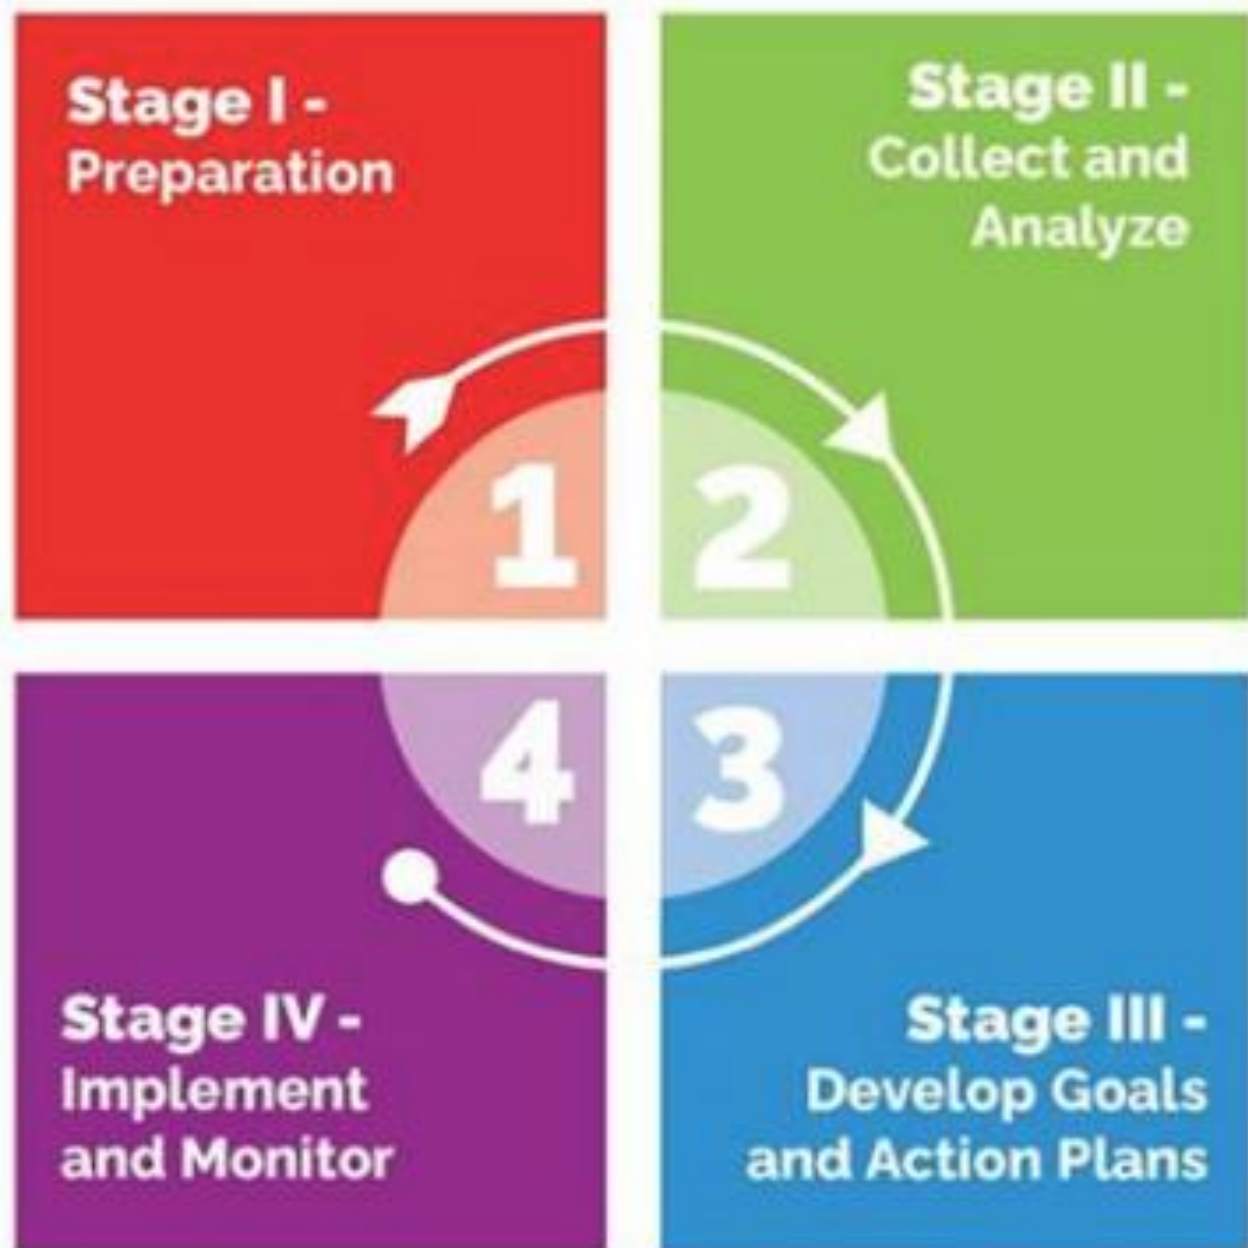 Stage I -
Preparation
1
Stage II -
Collect and
Analyze
2
3
Stage III -
Develop Goals
and Action Plans
4
Stage IV -
Implement
and Monitor